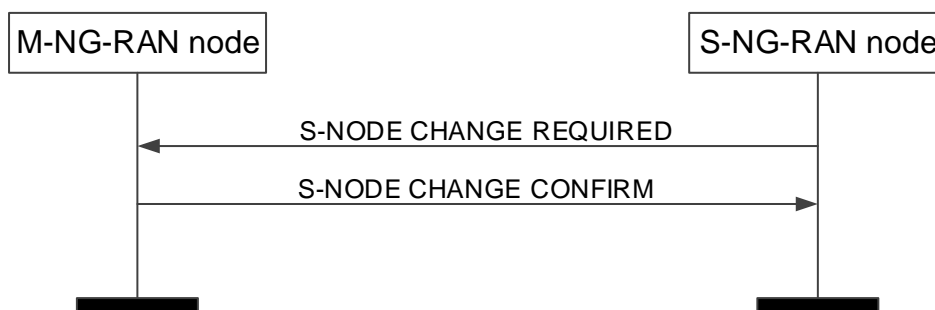 M-NG-RAN node
S-NG-RAN node
S-NODE CHANGE REQUIRED
S-NODE CHANGE CONFIRM